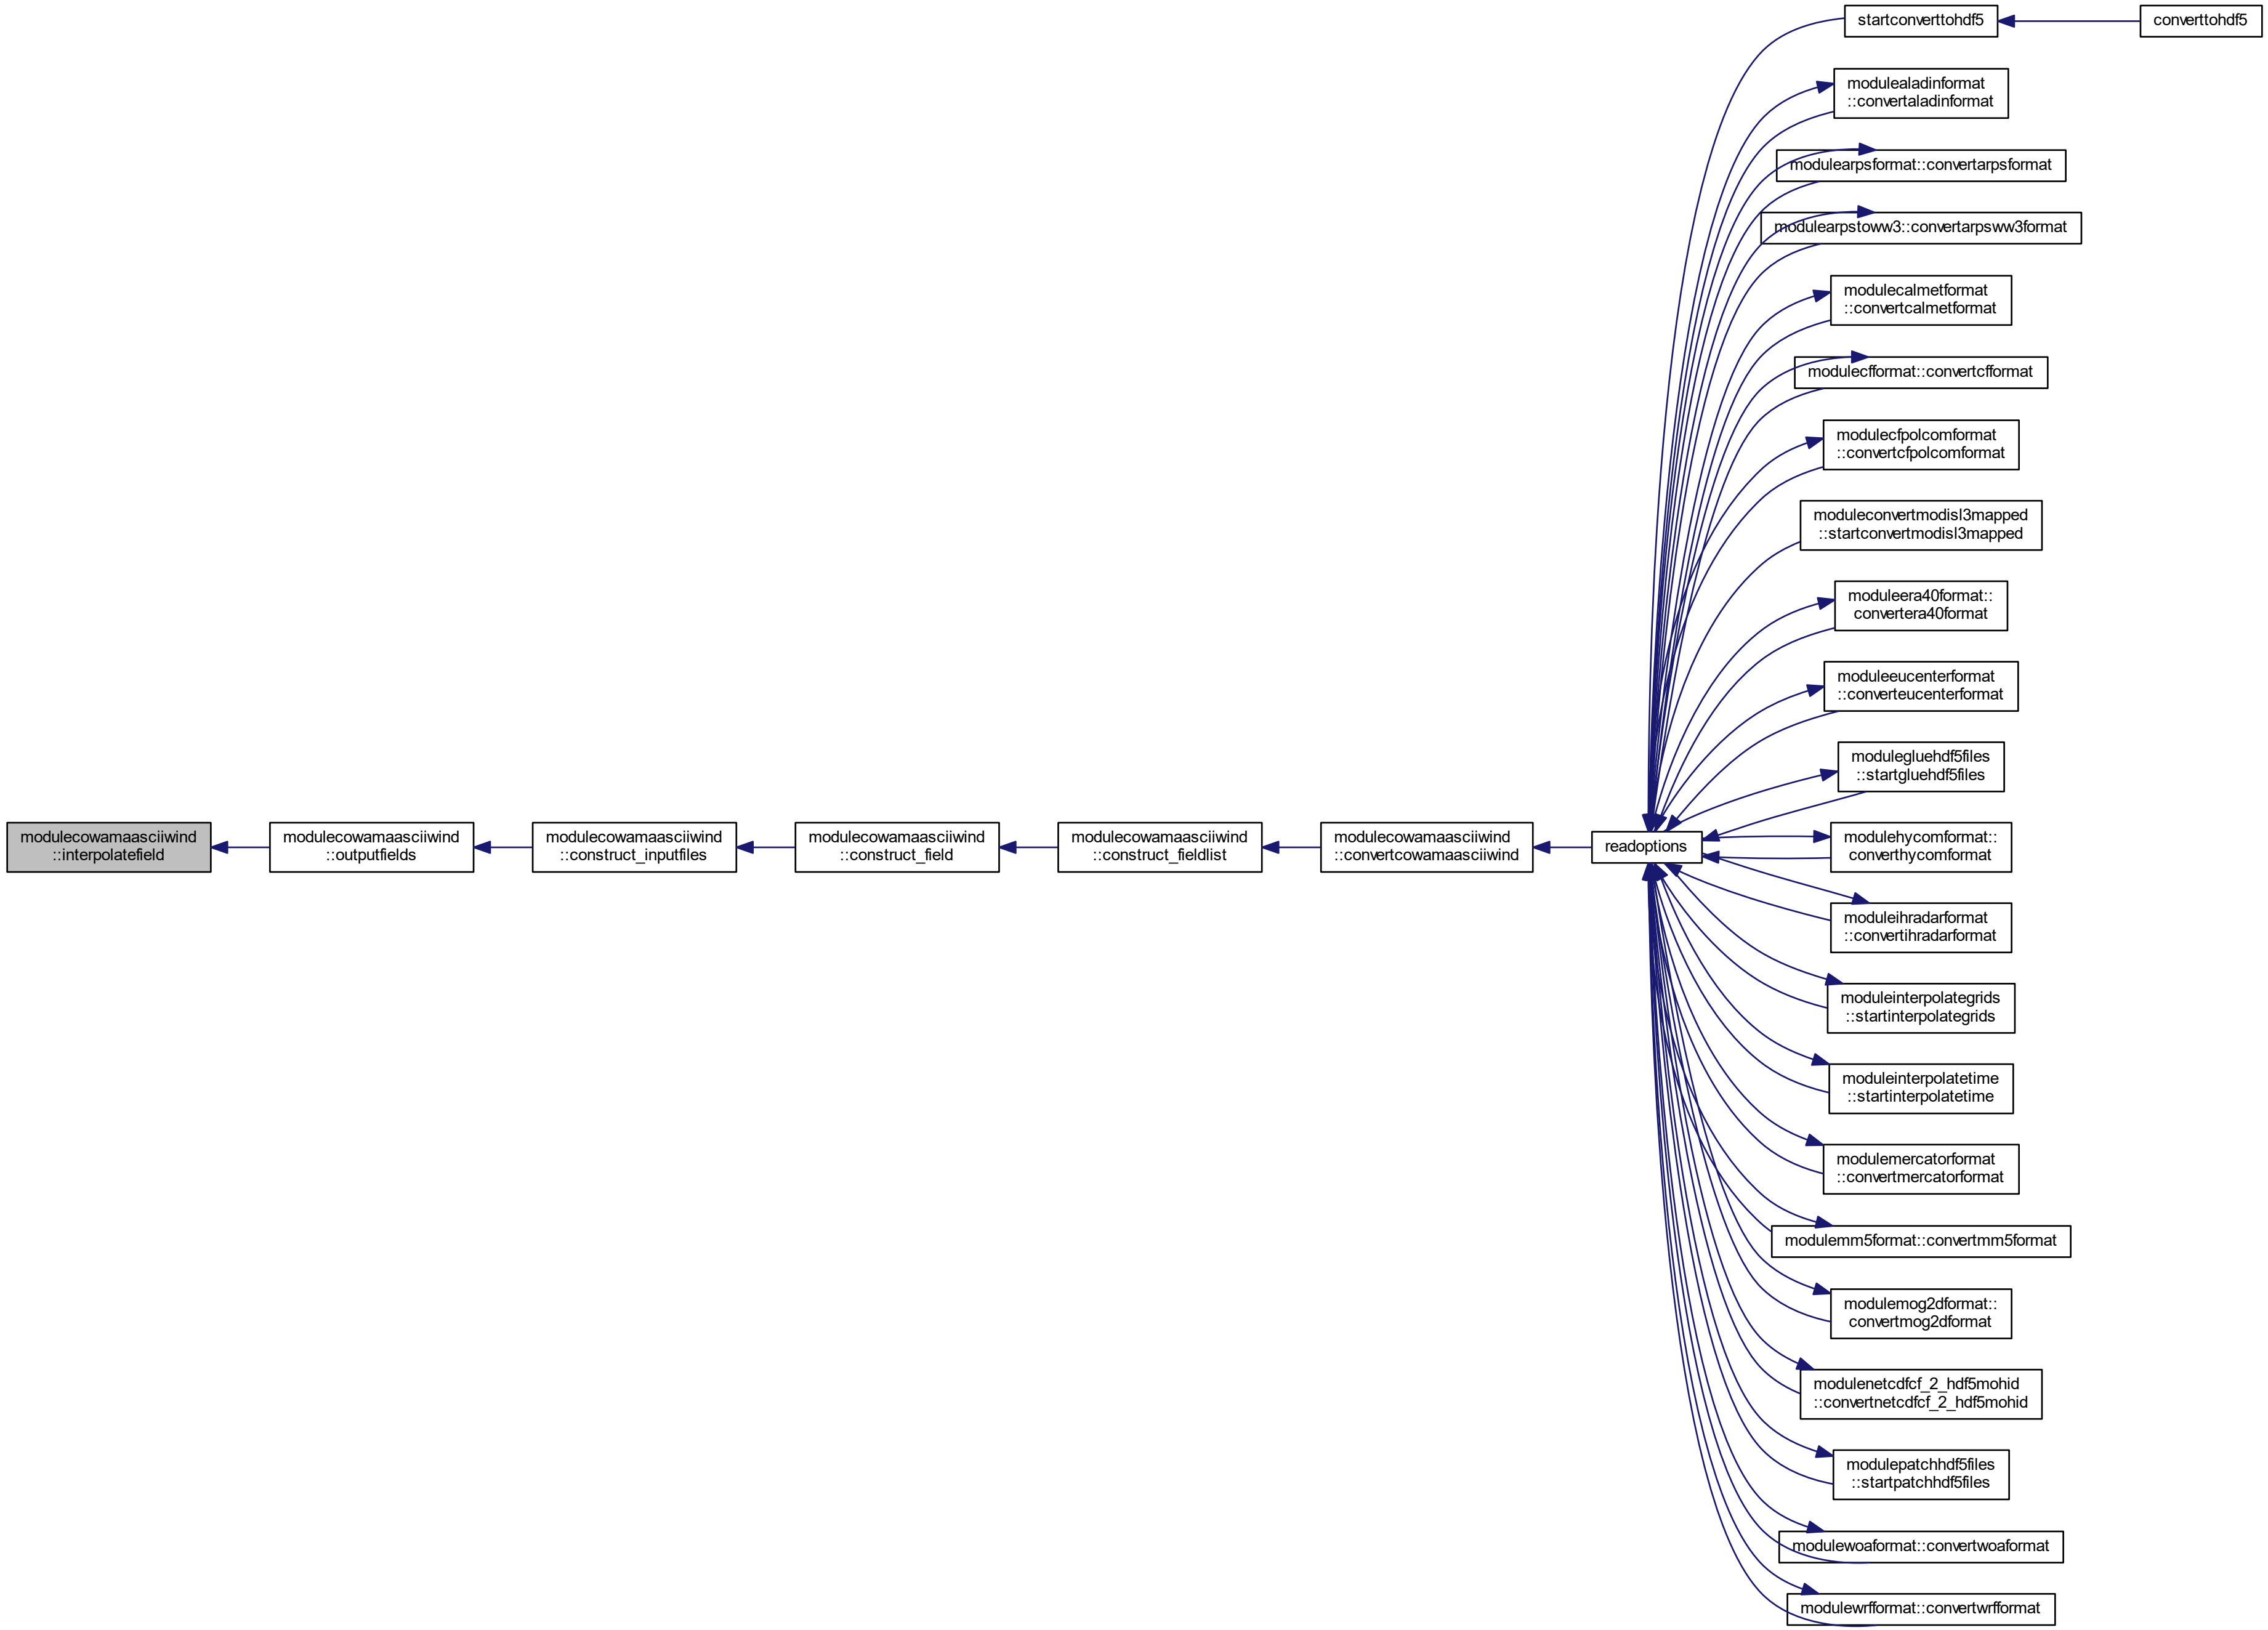 startconverttohdf5
converttohdf5
modulealadinformat
::convertaladinformat
modulearpsformat::convertarpsformat
modulearpstoww3::convertarpsww3format
modulecalmetformat
::convertcalmetformat
modulecfformat::convertcfformat
modulecfpolcomformat
::convertcfpolcomformat
moduleconvertmodisl3mapped
::startconvertmodisl3mapped
moduleera40format::
convertera40format
moduleeucenterformat
::converteucenterformat
modulegluehdf5files
::startgluehdf5files
modulecowamaasciiwind
::interpolatefield
modulecowamaasciiwind
::outputfields
modulecowamaasciiwind
::construct_inputfiles
modulecowamaasciiwind
::construct_field
modulecowamaasciiwind
::construct_fieldlist
modulecowamaasciiwind
::convertcowamaasciiwind
readoptions
modulehycomformat::
converthycomformat
moduleihradarformat
::convertihradarformat
moduleinterpolategrids
::startinterpolategrids
moduleinterpolatetime
::startinterpolatetime
modulemercatorformat
::convertmercatorformat
modulemm5format::convertmm5format
modulemog2dformat::
convertmog2dformat
modulenetcdfcf_2_hdf5mohid
::convertnetcdfcf_2_hdf5mohid
modulepatchhdf5files
::startpatchhdf5files
modulewoaformat::convertwoaformat
modulewrfformat::convertwrfformat